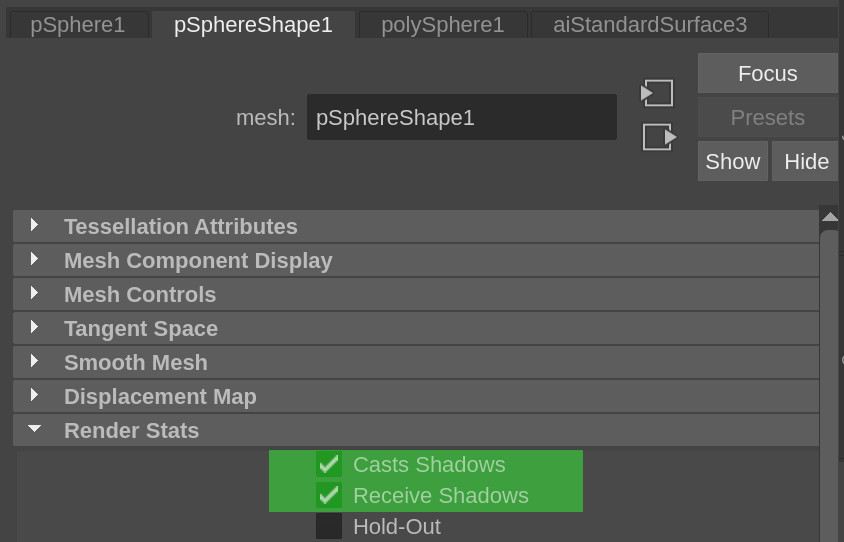 pSphere1 pSphereShape1 polySphere1 aiStandardSurface3
Focus
mesh: pSphereShape1 Presets
Show Hide
Tessellation Attributes
Mesh Component Display
Mesh Controls
Tangent Space
Smooth Mesh
Displacement Map
Render Stats
Casts Shadows
Receive Shadows
Hold-Out